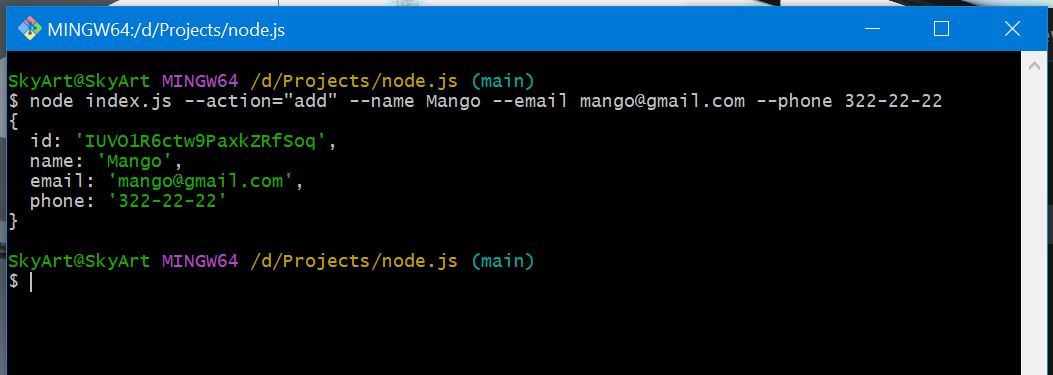 MINGW64:/d/Projects/node.js
SkyArt@SkyArt MINGW64 /d/Projects/node.js (main)
$ node index.js --action="add" --name Mango --email mango@gmail.com --phone 322-22-22
{
  id: 'IUVO1R6ctw9PaxkZRfSoq',
  name: 'Mango',
  email: 'mango@gmail.com',
  phone: '322-22-22'
}
SkyArt@SkyArt MINGW64 /d/Projects/node.js (main)
$